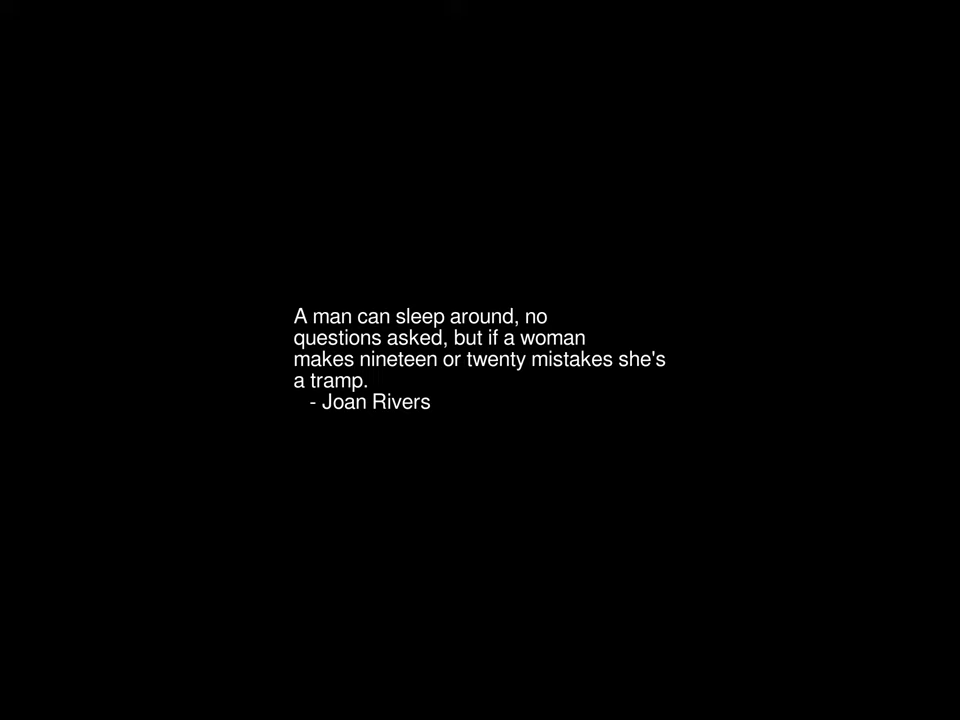 A man can sleep around, no
questions asked, but if a woman
makes nineteen or twenty mistakes she's
a tramp.
- Joan Rivers